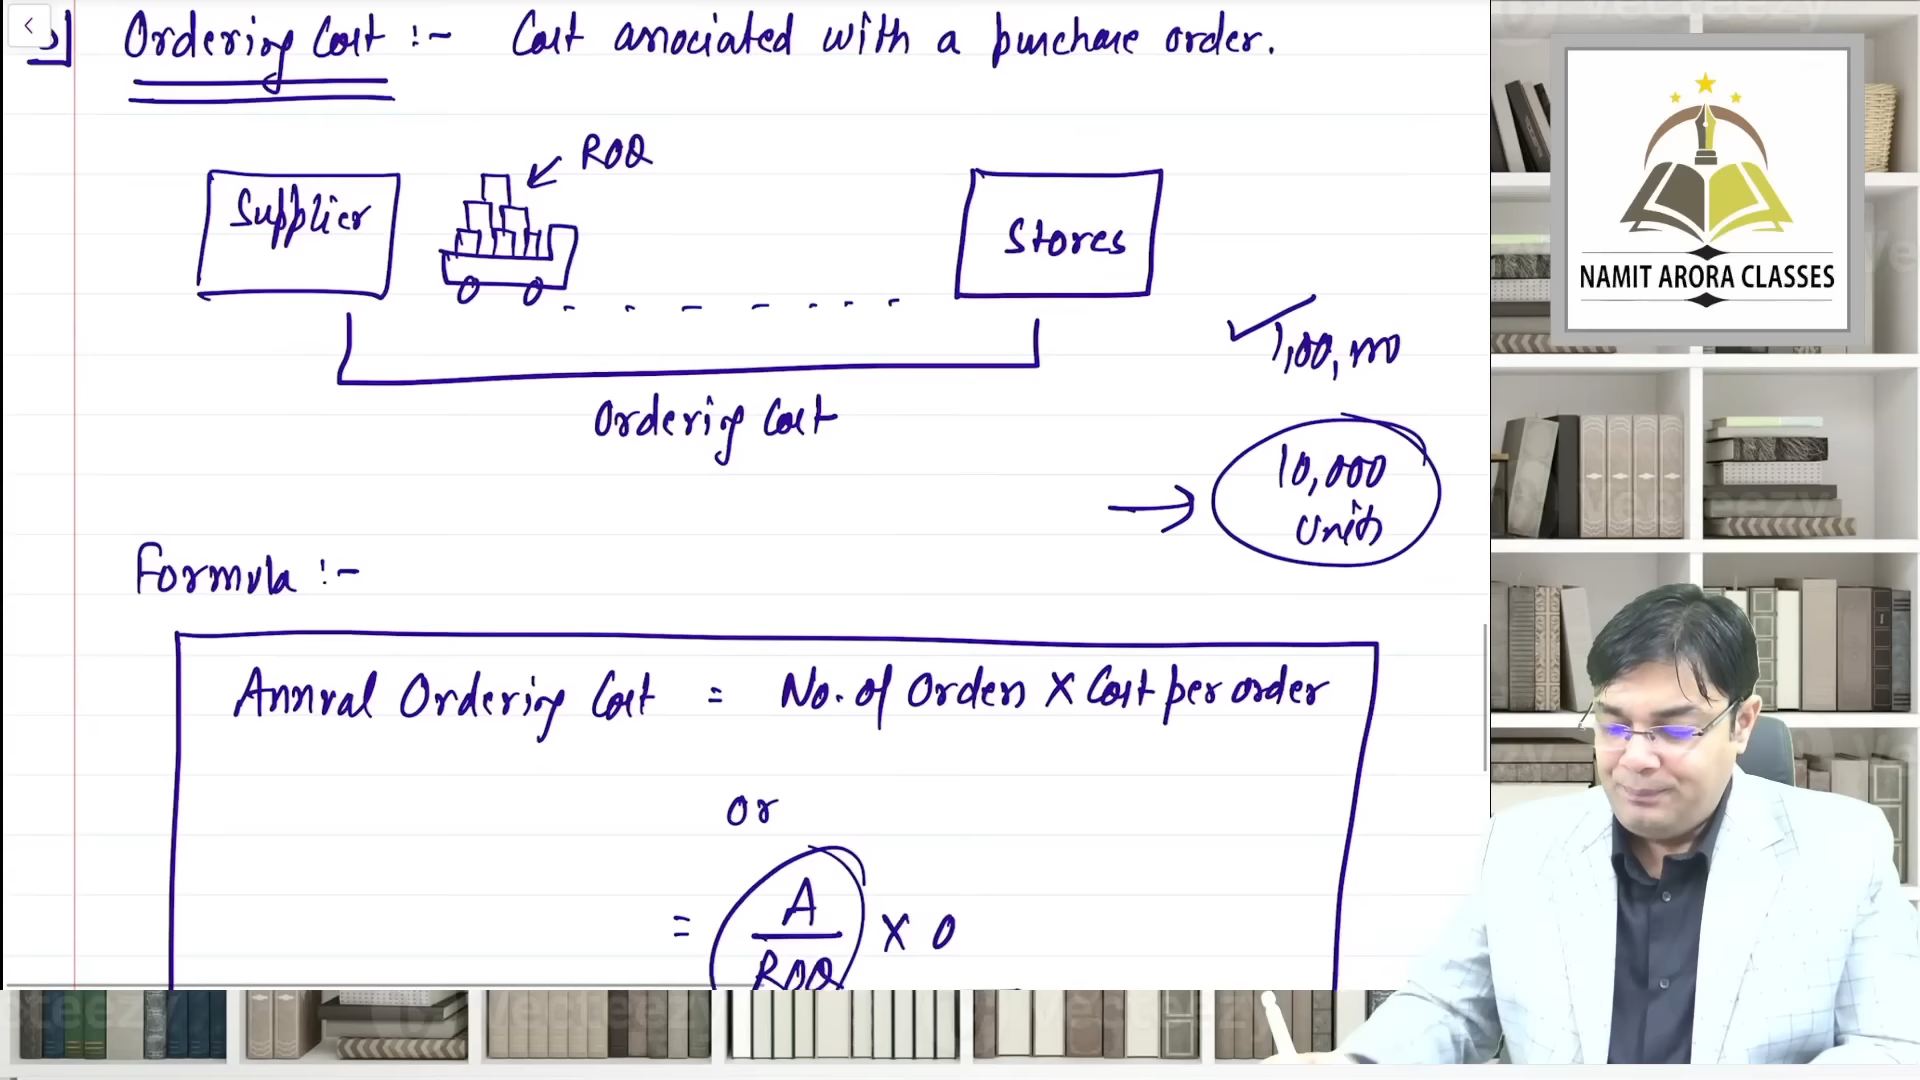 Ordering Cost :- Cost associated with a purchase order.
ROQ
Supplier
Stores
1,00,000
Ordering Cost
10,000
Units
Formula :-
Annual Ordering Cost = No. of Orders X Cost per order
or
= A
ROQ
X O
NAMIT ARORA CLASSES